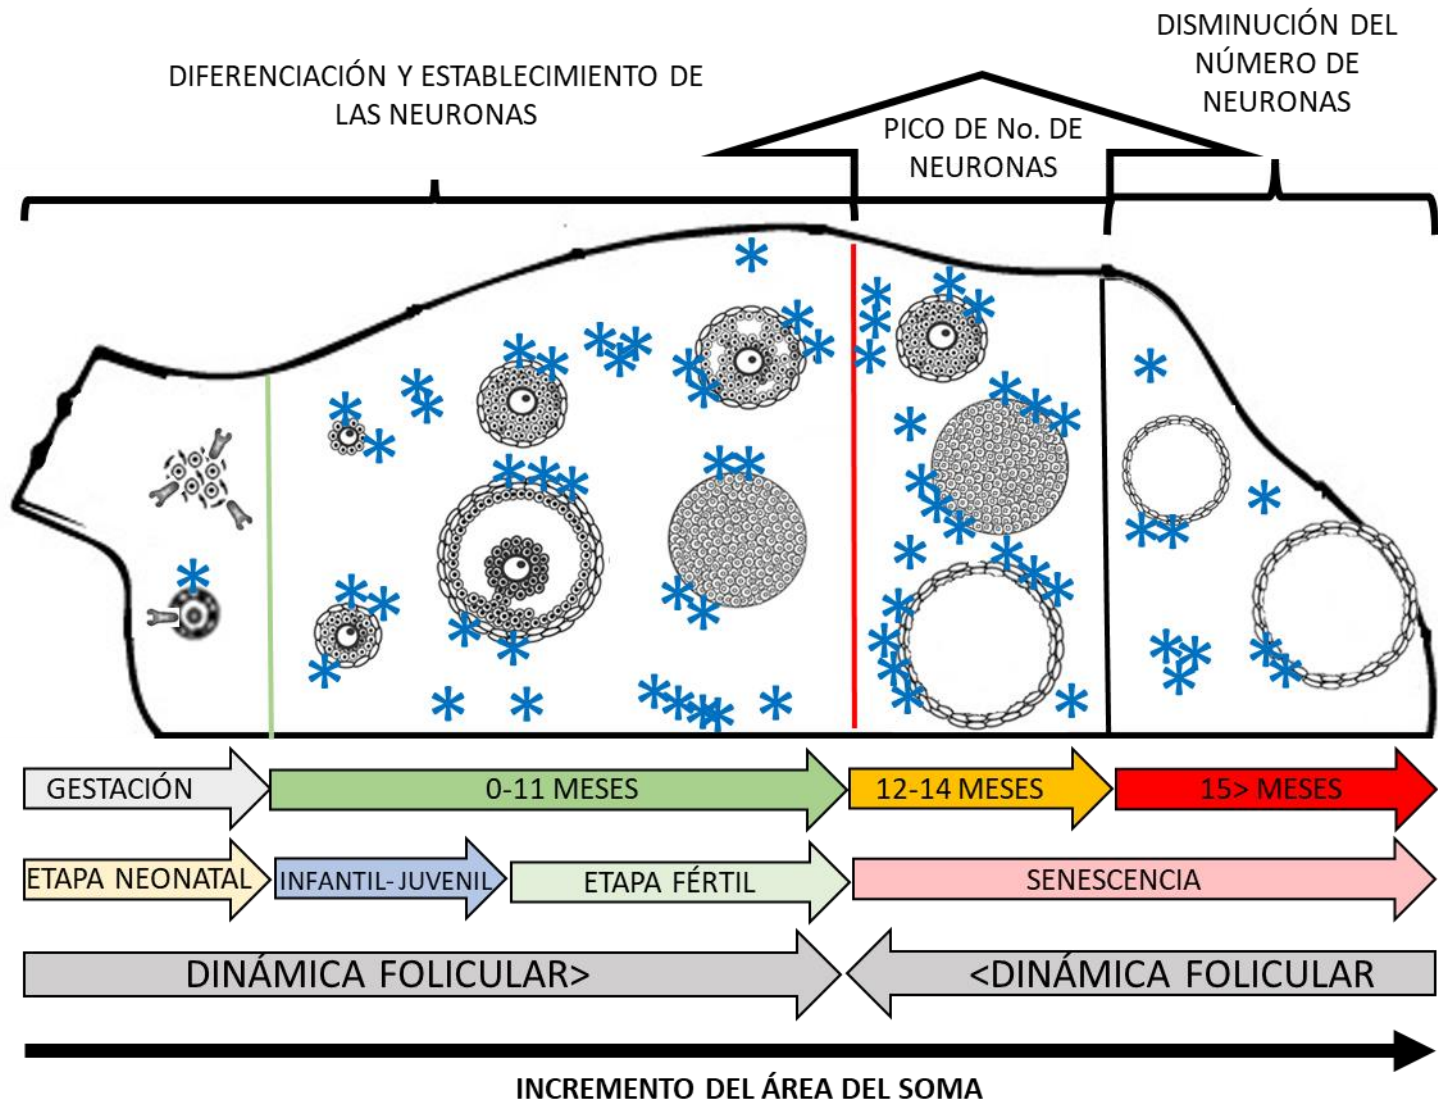 DIFERENCIACIÓN Y ESTABLECIMIENTO DE
LAS NEURONAS
PICO DE No. DE
NEURONAS
DISMINUCIÓN DEL
NÚMERO DE
NEURONAS
GESTACIÓN
0-11 MESES
12-14 MESES
15> MESES
ETAPA NEONATAL
INFANTIL- JUVENIL
ETAPA FÉRTIL
SENESCENCIA
DINÁMICA FOLICULAR>
<DINÁMICA FOLICULAR
INCREMENTO DEL ÁREA DEL SOMA